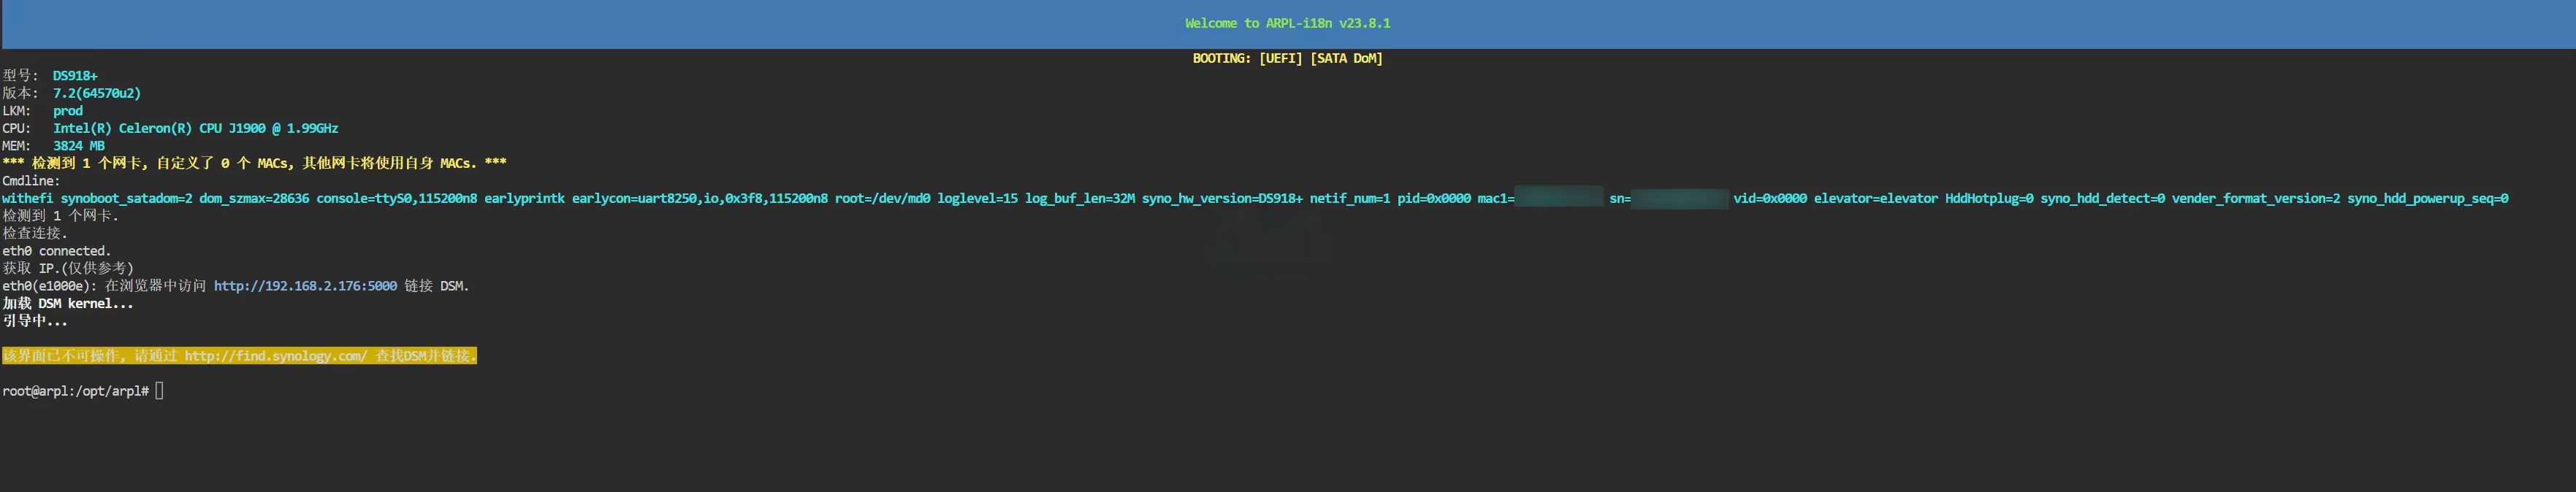 Welcome to ARPL-i18n v23.8.1
BOOTING: [UEFI] [SATA DoM]
型号: DS918+
版本: 7.2(64570u2)
LKM: prod
CPU: Intel(R) Celeron(R) CPU J1900 @ 1.99GHz
MEM: 3824 MB
*** 检测到 1 个网卡, 自定义了 0 个 MACs, 其他网卡将使用自身 MACs. ***
Cmdline:
withefi synoboot_satadom=2 dom_szmax=28636 console=ttyS0,115200n8 earlyprintk earlycon=uart8250,io,0x3f8,115200n8 root=/dev/md0 loglevel=15 log_buf_len=32M syno_hw_version=DS918+ netif_num=1 pid=0x0000 mac1= sn= vid=0x0000 elevator=elevator HddHotplug=0 syno_hdd_detect=0 vender_format_version=2 syno_hdd_powerup_seq=0
检测到 1 个网卡.
检查连接.
eth0 connected.
获取 IP.(仅供参考)
eth0(e1000e): 在浏览器中访问 http://192.168.2.176:5000 链接 DSM.
加载 DSM kernel...
引导中...
该界面已不可操作, 请通过 http://find.synology.com/ 查找DSM并链接.
root@arpl:/opt/arpl#